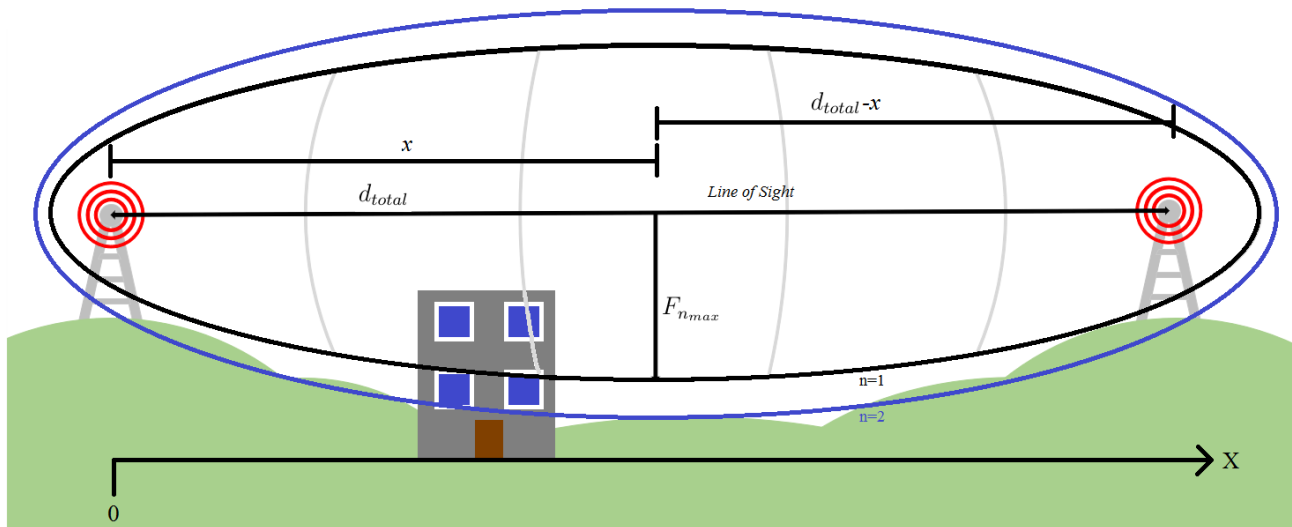 d_total-x
x
d_total
Line of Sight
F_n_max
n=1
n=2
X
0